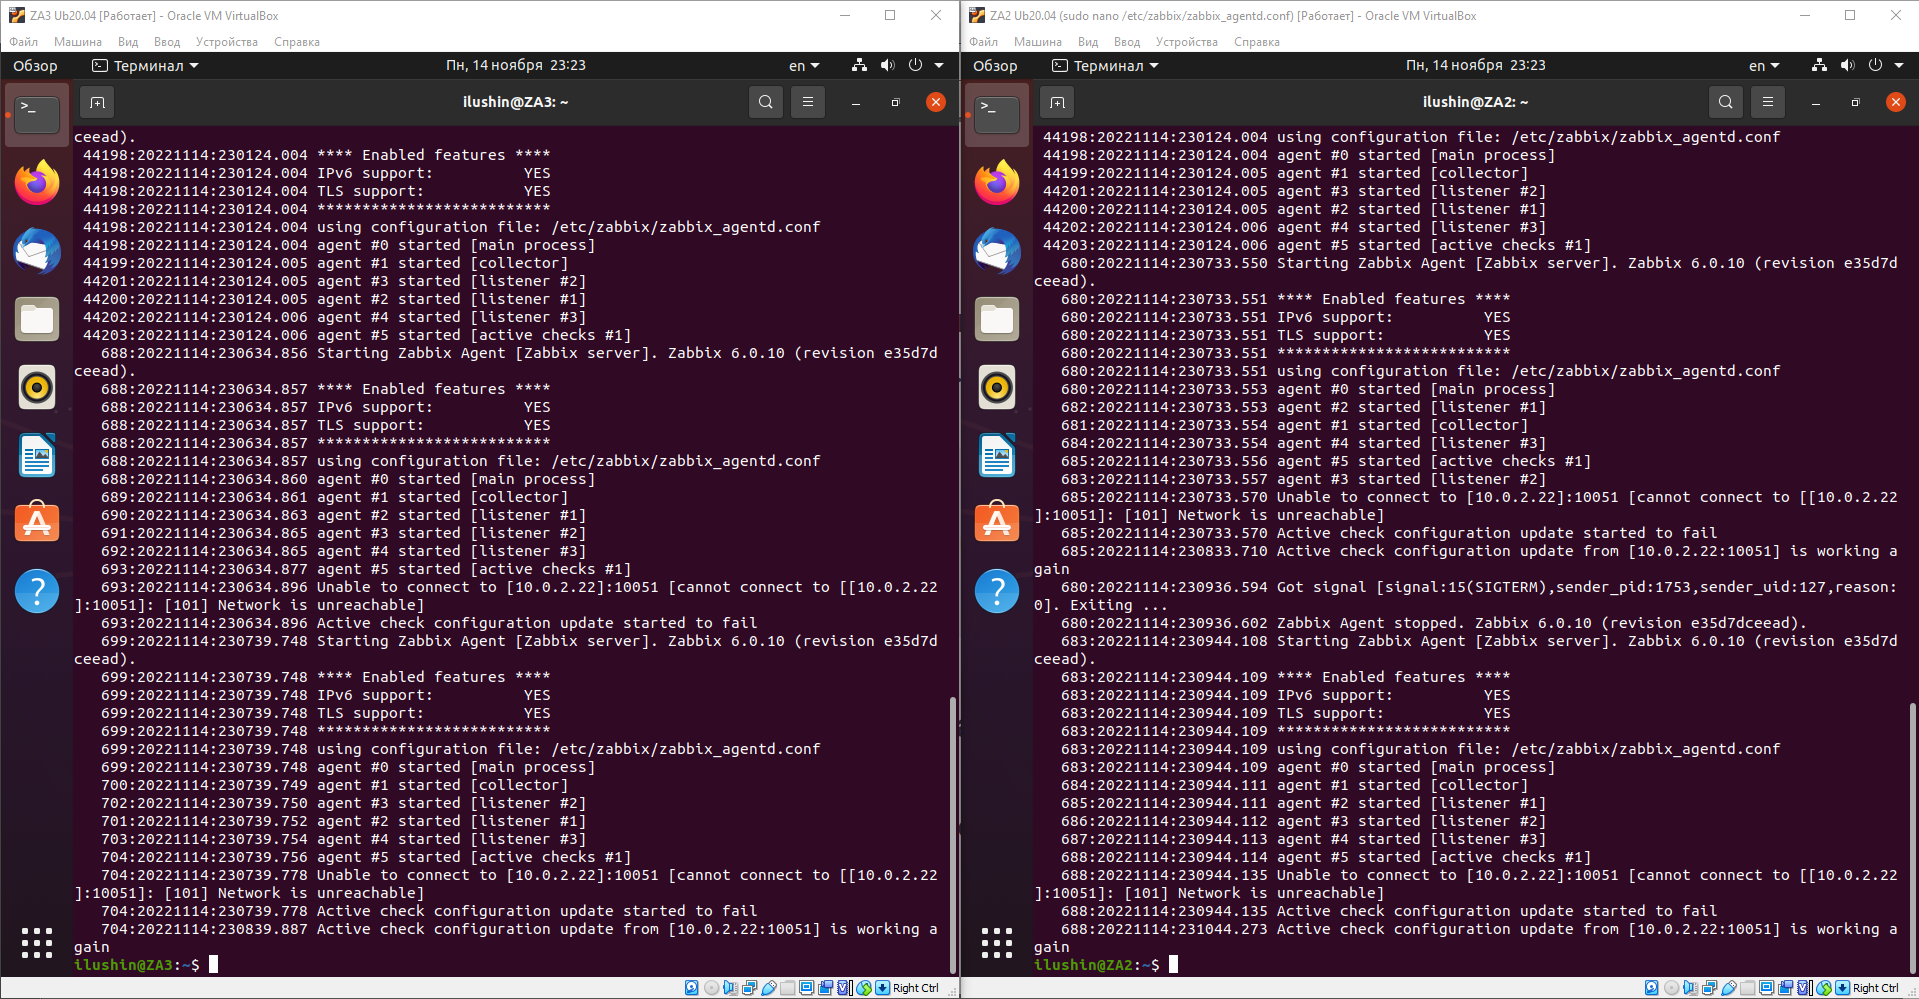 ZA3 Ub20.04 [Работает] - Oracle VM VirtualBox
Файл Машина Вид Ввод Устройства Справка
Обзор Терминал Пн, 14 ноября 23:23 en
ilushin@ZA3: ~
ceead).
44198:20221114:230124.004 **** Enabled features ****
44198:20221114:230124.004 IPv6 support: YES
44198:20221114:230124.004 TLS support: YES
44198:20221114:230124.004 **************************
44198:20221114:230124.004 using configuration file: /etc/zabbix/zabbix_agentd.conf
44198:20221114:230124.004 agent #0 started [main process]
44199:20221114:230124.005 agent #1 started [collector]
44201:20221114:230124.005 agent #3 started [listener #2]
44200:20221114:230124.005 agent #2 started [listener #1]
44202:20221114:230124.006 agent #4 started [listener #3]
44203:20221114:230124.006 agent #5 started [active checks #1]
688:20221114:230634.856 Starting Zabbix Agent [Zabbix server]. Zabbix 6.0.10 (revision e35d7d
ceead).
688:20221114:230634.857 **** Enabled features ****
688:20221114:230634.857 IPv6 support: YES
688:20221114:230634.857 TLS support: YES
688:20221114:230634.857 **************************
688:20221114:230634.857 using configuration file: /etc/zabbix/zabbix_agentd.conf
688:20221114:230634.860 agent #0 started [main process]
689:20221114:230634.861 agent #1 started [collector]
690:20221114:230634.863 agent #2 started [listener #1]
691:20221114:230634.865 agent #3 started [listener #2]
692:20221114:230634.865 agent #4 started [listener #3]
693:20221114:230634.877 agent #5 started [active checks #1]
693:20221114:230634.896 Unable to connect to [10.0.2.22]:10051 [cannot connect to [[10.0.2.22
]:10051]: [101] Network is unreachable]
693:20221114:230634.896 Active check configuration update started to fail
699:20221114:230739.748 Starting Zabbix Agent [Zabbix server]. Zabbix 6.0.10 (revision e35d7d
ceead).
699:20221114:230739.748 **** Enabled features ****
699:20221114:230739.748 IPv6 support: YES
699:20221114:230739.748 TLS support: YES
699:20221114:230739.748 **************************
699:20221114:230739.748 using configuration file: /etc/zabbix/zabbix_agentd.conf
699:20221114:230739.748 agent #0 started [main process]
700:20221114:230739.749 agent #1 started [collector]
702:20221114:230739.750 agent #3 started [listener #2]
701:20221114:230739.752 agent #2 started [listener #1]
703:20221114:230739.754 agent #4 started [listener #3]
704:20221114:230739.756 agent #5 started [active checks #1]
704:20221114:230739.778 Unable to connect to [10.0.2.22]:10051 [cannot connect to [[10.0.2.22
]:10051]: [101] Network is unreachable]
704:20221114:230739.778 Active check configuration update started to fail
704:20221114:230839.887 Active check configuration update from [10.0.2.22:10051] is working a
gain
ilushin@ZA3:~$
Right Ctrl
ZA2 Ub20.04 (sudo nano /etc/zabbix/zabbix_agentd.conf) [Работает] - Oracle VM VirtualBox
Файл Машина Вид Ввод Устройства Справка
Обзор Терминал Пн, 14 ноября 23:23 en
ilushin@ZA2: ~
44198:20221114:230124.004 using configuration file: /etc/zabbix/zabbix_agentd.conf
44198:20221114:230124.004 agent #0 started [main process]
44199:20221114:230124.005 agent #1 started [collector]
44201:20221114:230124.005 agent #3 started [listener #2]
44200:20221114:230124.005 agent #2 started [listener #1]
44202:20221114:230124.006 agent #4 started [listener #3]
44203:20221114:230124.006 agent #5 started [active checks #1]
680:20221114:230733.550 Starting Zabbix Agent [Zabbix server]. Zabbix 6.0.10 (revision e35d7d
ceead).
680:20221114:230733.551 **** Enabled features ****
680:20221114:230733.551 IPv6 support: YES
680:20221114:230733.551 TLS support: YES
680:20221114:230733.551 **************************
680:20221114:230733.551 using configuration file: /etc/zabbix/zabbix_agentd.conf
680:20221114:230733.553 agent #0 started [main process]
682:20221114:230733.553 agent #2 started [listener #1]
681:20221114:230733.554 agent #1 started [collector]
684:20221114:230733.554 agent #4 started [listener #3]
685:20221114:230733.556 agent #5 started [active checks #1]
683:20221114:230733.557 agent #3 started [listener #2]
685:20221114:230733.570 Unable to connect to [10.0.2.22]:10051 [cannot connect to [[10.0.2.22
]:10051]: [101] Network is unreachable]
685:20221114:230733.570 Active check configuration update started to fail
685:20221114:230833.710 Active check configuration update from [10.0.2.22:10051] is working a
gain
680:20221114:230936.594 Got signal [signal:15(SIGTERM),sender_pid:1753,sender_uid:127,reason:
0]. Exiting ...
680:20221114:230936.602 Zabbix Agent stopped. Zabbix 6.0.10 (revision e35d7dceead).
683:20221114:230944.108 Starting Zabbix Agent [Zabbix server]. Zabbix 6.0.10 (revision e35d7d
ceead).
683:20221114:230944.109 **** Enabled features ****
683:20221114:230944.109 IPv6 support: YES
683:20221114:230944.109 TLS support: YES
683:20221114:230944.109 **************************
683:20221114:230944.109 using configuration file: /etc/zabbix/zabbix_agentd.conf
683:20221114:230944.109 agent #0 started [main process]
684:20221114:230944.111 agent #1 started [collector]
685:20221114:230944.111 agent #2 started [listener #1]
686:20221114:230944.112 agent #3 started [listener #2]
687:20221114:230944.113 agent #4 started [listener #3]
688:20221114:230944.114 agent #5 started [active checks #1]
688:20221114:230944.135 Unable to connect to [10.0.2.22]:10051 [cannot connect to [[10.0.2.22
]:10051]: [101] Network is unreachable]
688:20221114:230944.135 Active check configuration update started to fail
688:20221114:231044.273 Active check configuration update from [10.0.2.22:10051] is working a
gain
ilushin@ZA2:~$
Right Ctrl